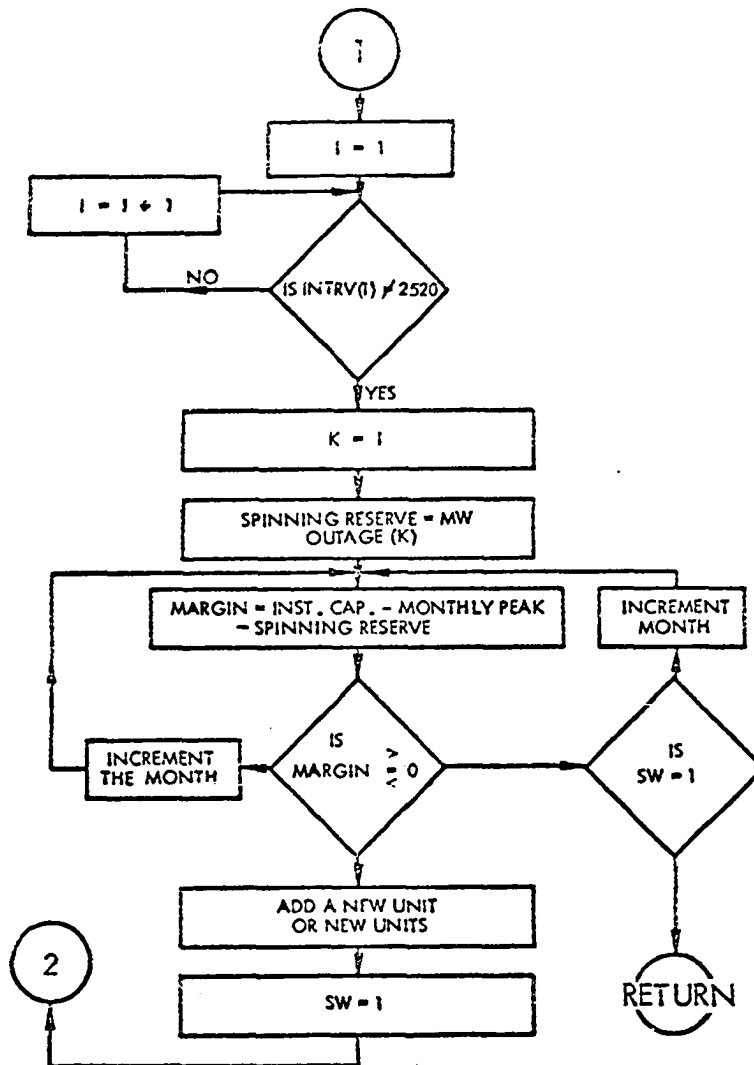 1
I = 1
I = I + 1
NO
IS INTRV(I) ≠ 2520
YES
K = I
SPINNING RESERVE = MW
OUTAGE (K)
MARGIN = INST. CAP. - MONTHLY PEAK
- SPINNING RESERVE
INCREMENT
MONTH
IS
MARGIN < = > 0
INCREMENT
THE MONTH
IS
SW = 1
ADD A NEW UNIT
OR NEW UNITS
2
SW = 1
RETURN